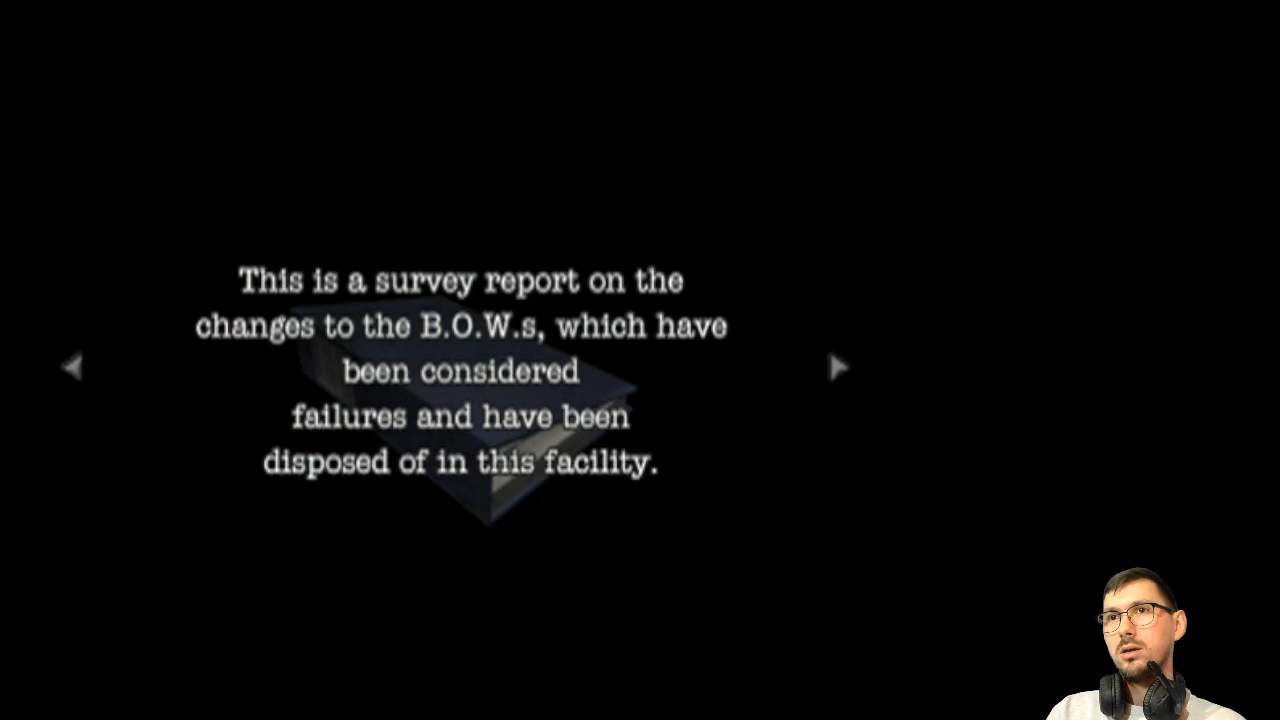 This is a survey report on the
changes to the B.O.W.s, which have
been considered
failures and have been
disposed of in this facility.